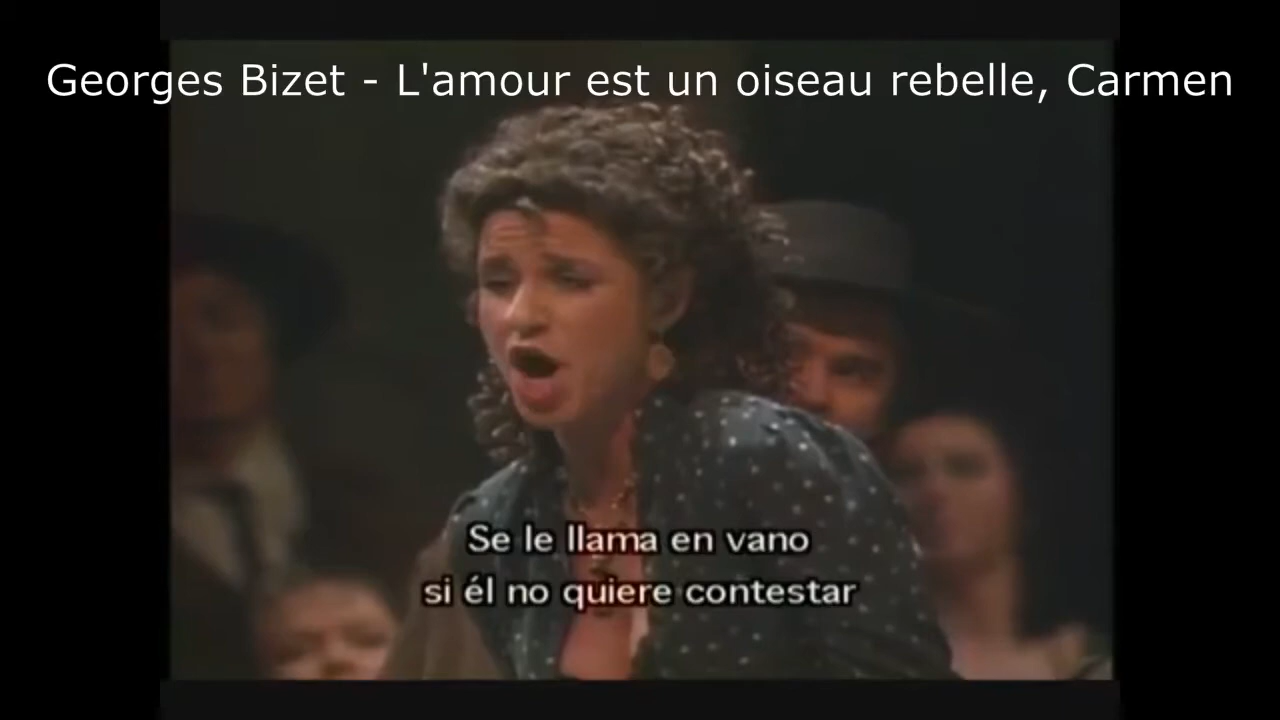 Georges Bizet - L'amour est un oiseau rebelle, Carmen
Se le llama en vano
si él no quiere contestar